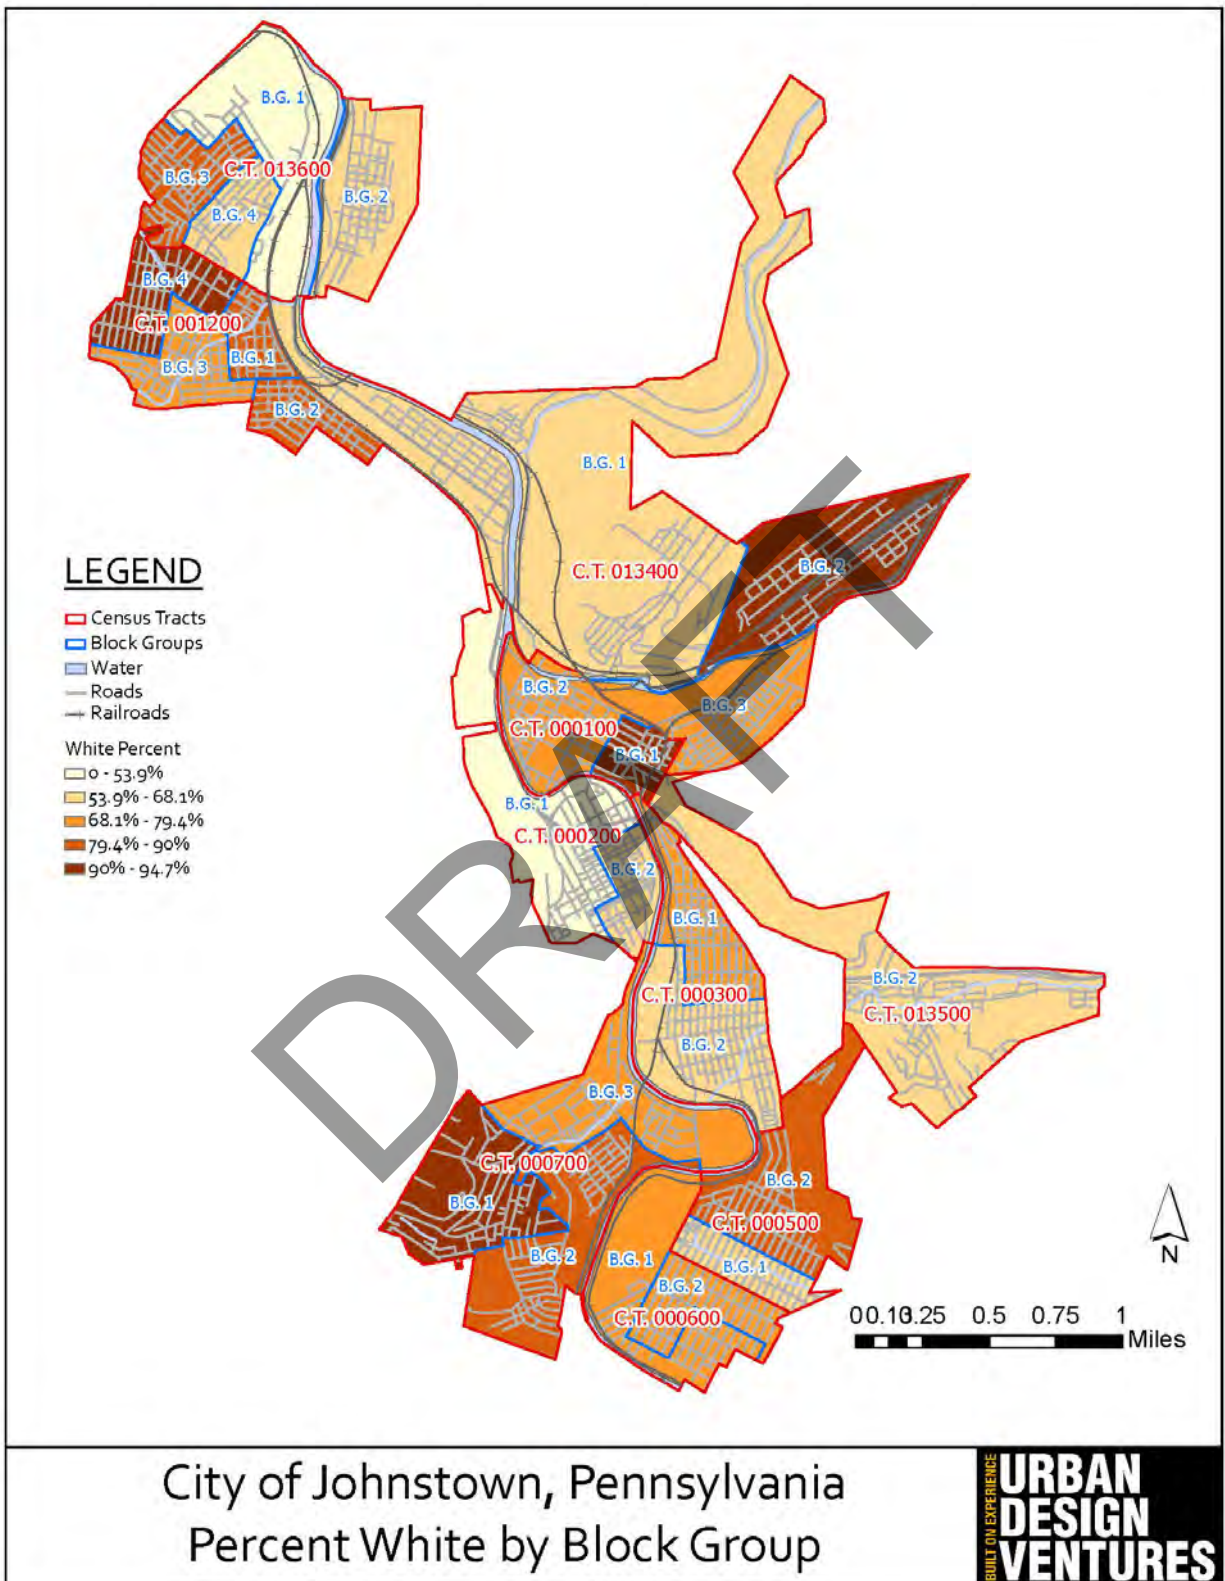 B.G. 1
B.G. 3
C.T. 013600
B.G. 2
B.G. 4
B.G. 4
C.T. 001200
B.G. 3
B.G. 1
B.G. 2
B.G. 1
C.T. 013400
B.G. 2
LEGEND
Census Tracts
Block Groups
Water
Roads
Railroads
White Percent
0 - 53.9%
53.9% - 68.1%
68.1% - 79.4%
79.4% - 90%
90% - 94.7%
B.G. 2
B.G. 3
C.T. 000100
B.G. 1
B.G. 1
C.T. 000200
B.G. 2
B.G. 1
B.G. 2
C.T. 000300
C.T. 013500
B.G. 2
B.G. 3
C.T. 000700
B.G. 1
B.G. 2
B.G. 2
C.T. 000500
B.G. 1
B.G. 1
B.G. 2
C.T. 000600
DRAFT
N
0 0.13 0.25 0.5 0.75 1
Miles
City of Johnstown, Pennsylvania
Percent White by Block Group
BUILT ON EXPERIENCE
URBAN
DESIGN
VENTURES